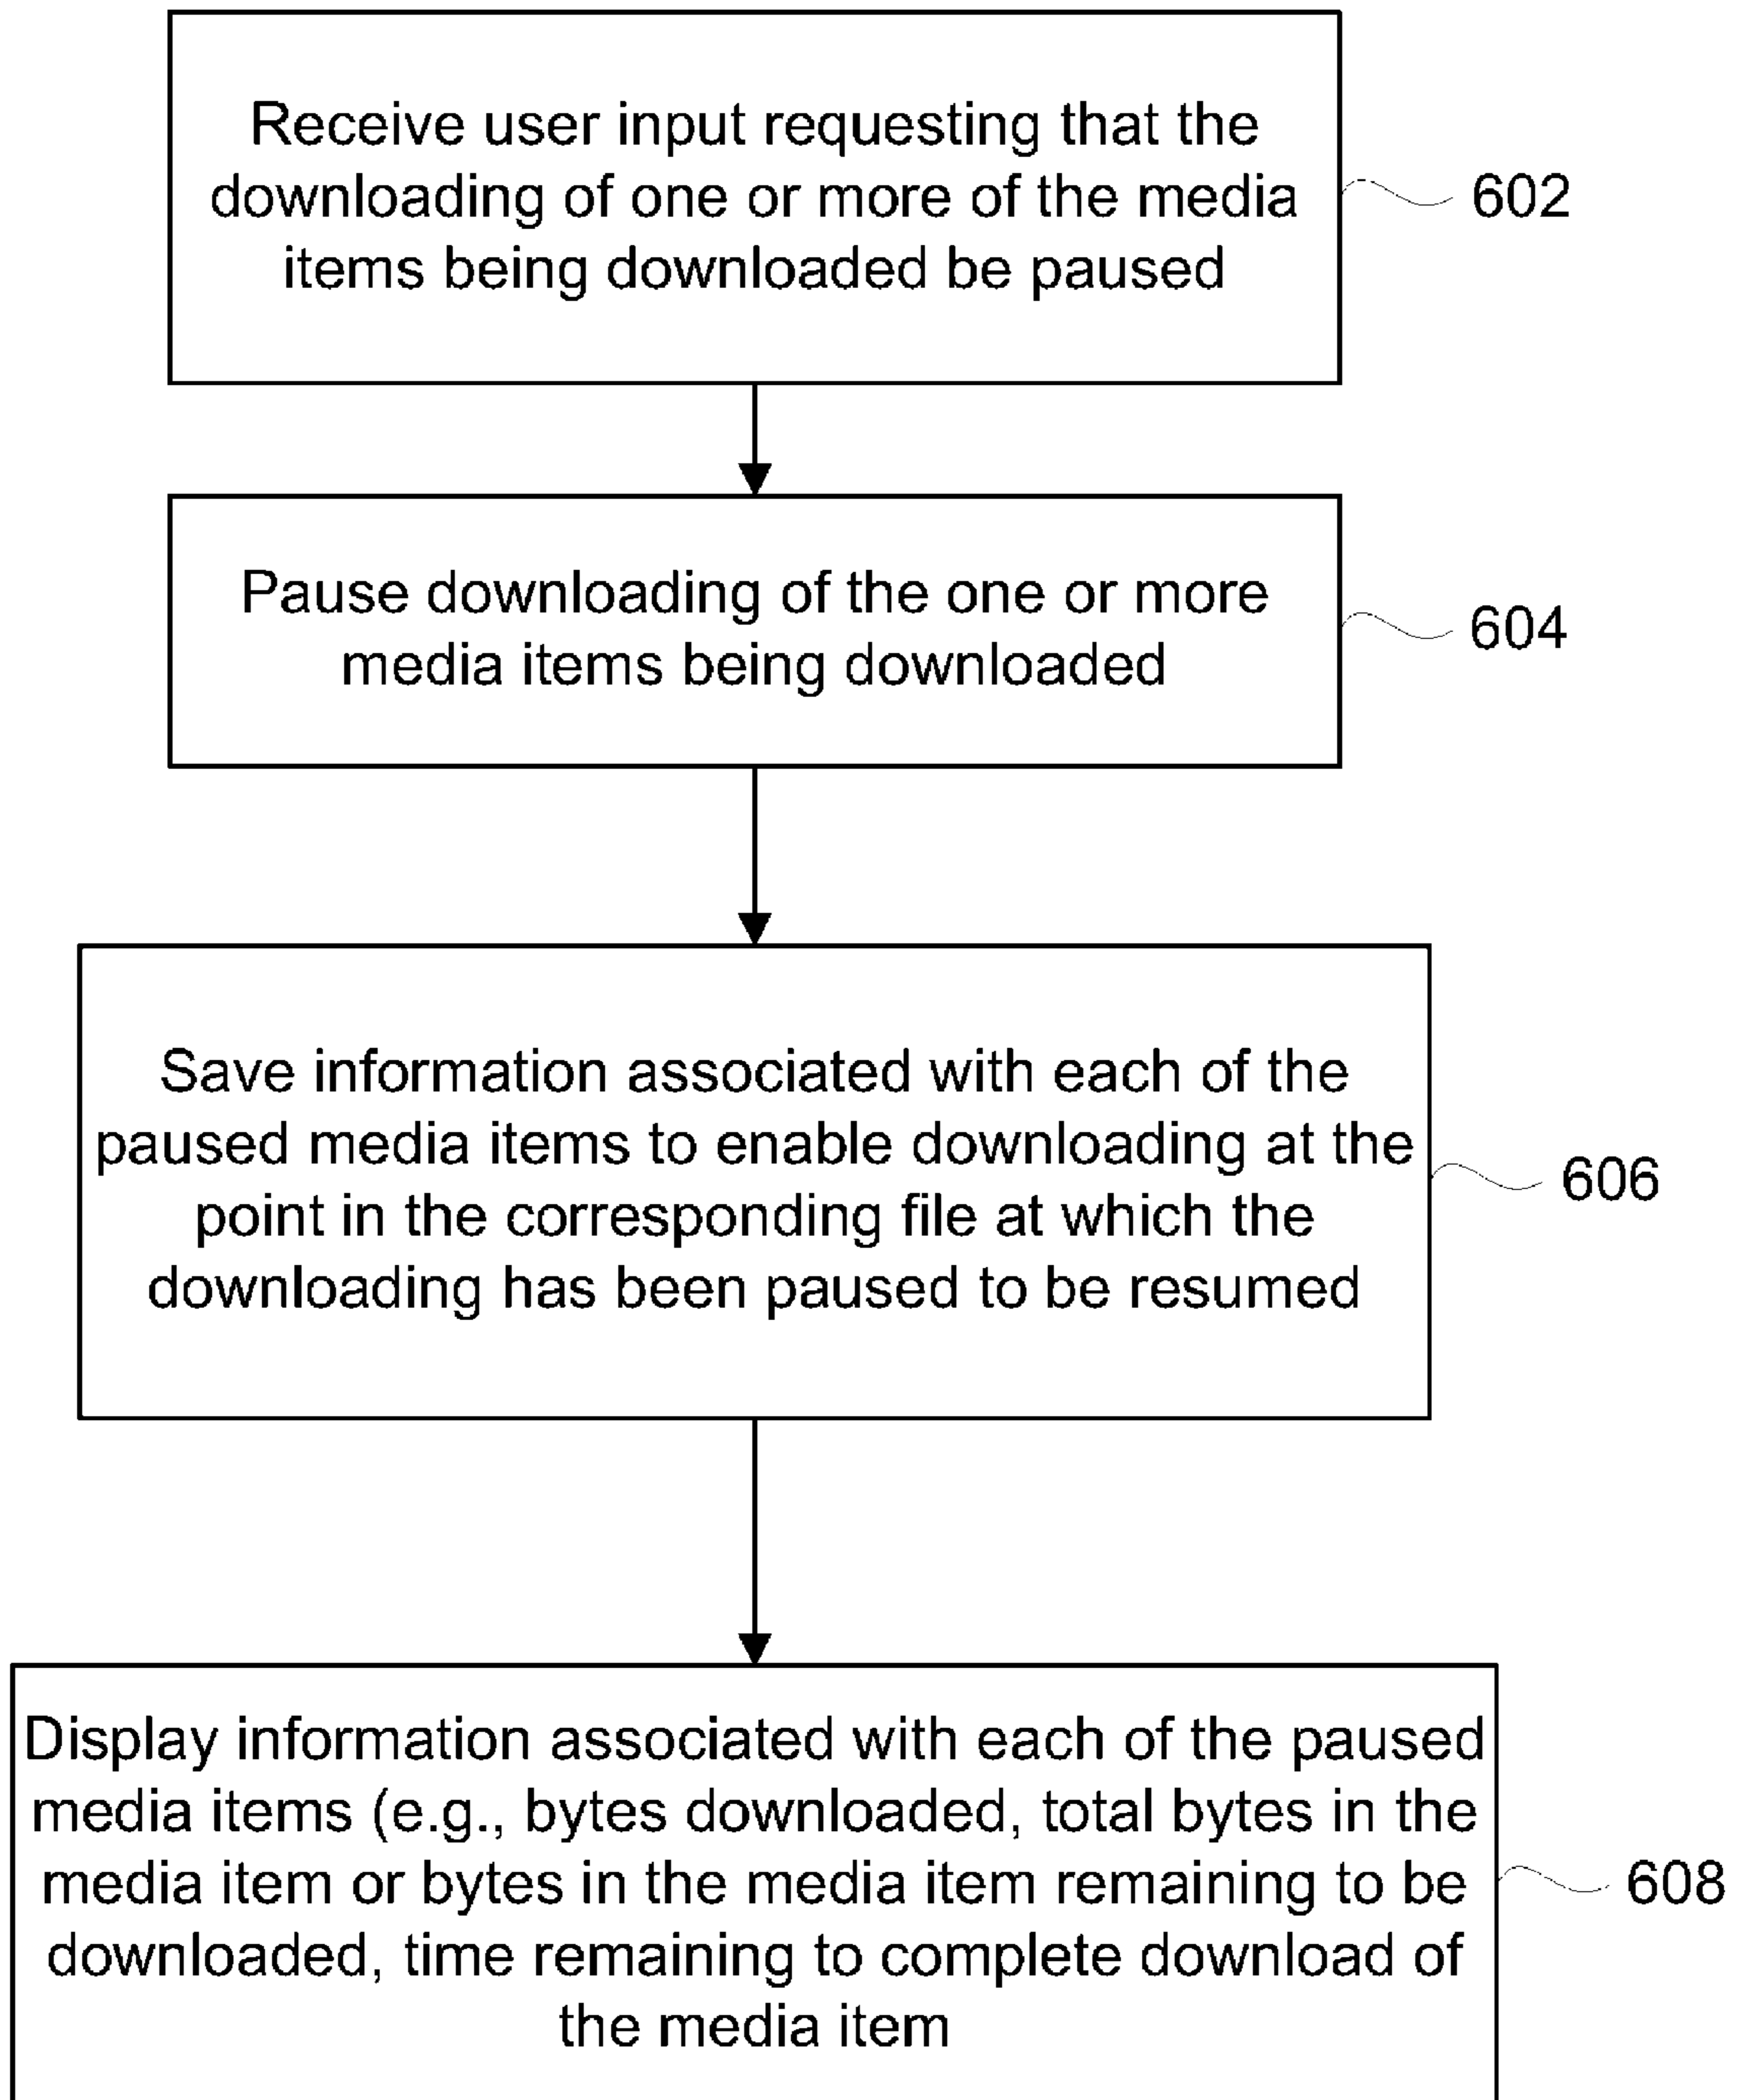 Receive user input requesting that the
downloading of one or more of the media
items being downloaded be paused
602
Pause downloading of the one or more
media items being downloaded
604
Save information associated with each of the
paused media items to enable downloading at the
point in the corresponding file at which the
downloading has been paused to be resumed
606
Display information associated with each of the paused
media items (e.g., bytes downloaded, total bytes in the
media item or bytes in the media item remaining to be
downloaded, time remaining to complete download of
the media item
608